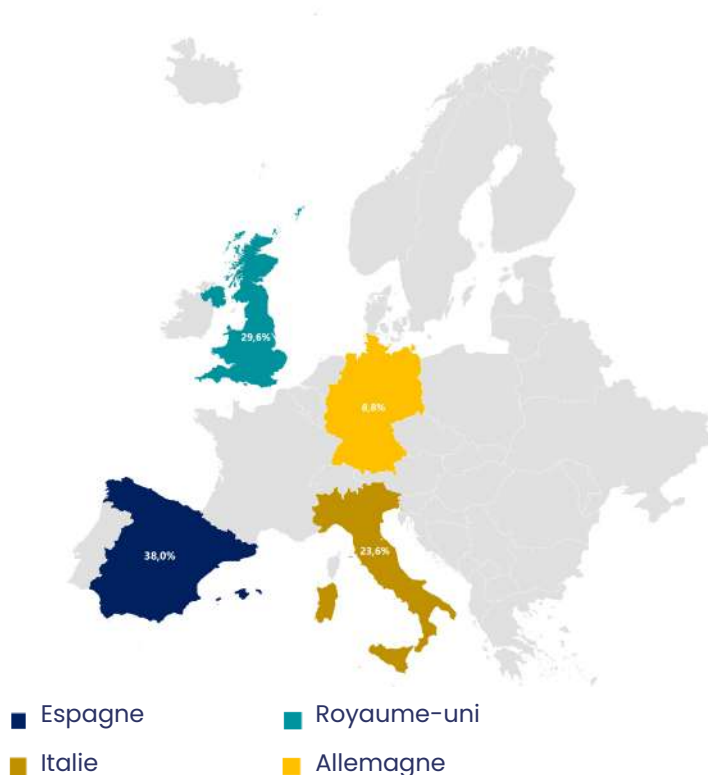 29,6%
8,8%
38,0%
23,6%
Espagne
Royaume-uni
Italie
Allemagne